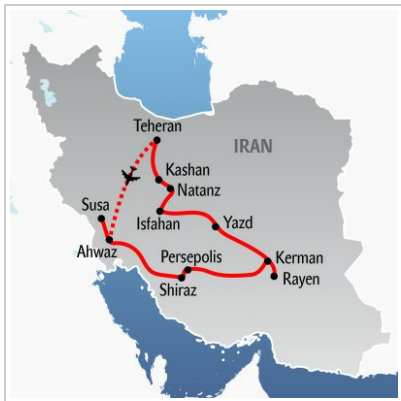 Teheran
IRAN
Kashan
Natanz
Susa
Isfahan
Yazd
Ahwaz
Persepolis
Kerman
Shiraz
Rayen